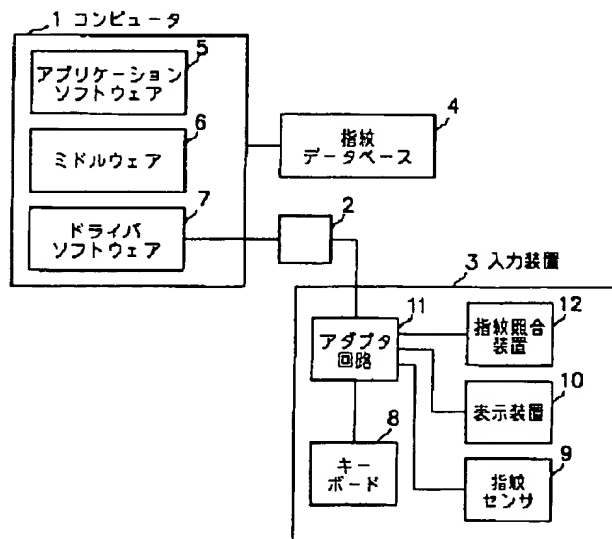 1 コンピュータ
5
アプリケーション
ソフトウェア
6
ミドルウェア
7
ドライバ
ソフトウェア
4
指紋
データベース
2
3 入力装置
11
アダプタ
回路
12
指紋照合
装置
10
表示装置
8
キー
ボード
9
指紋
センサ